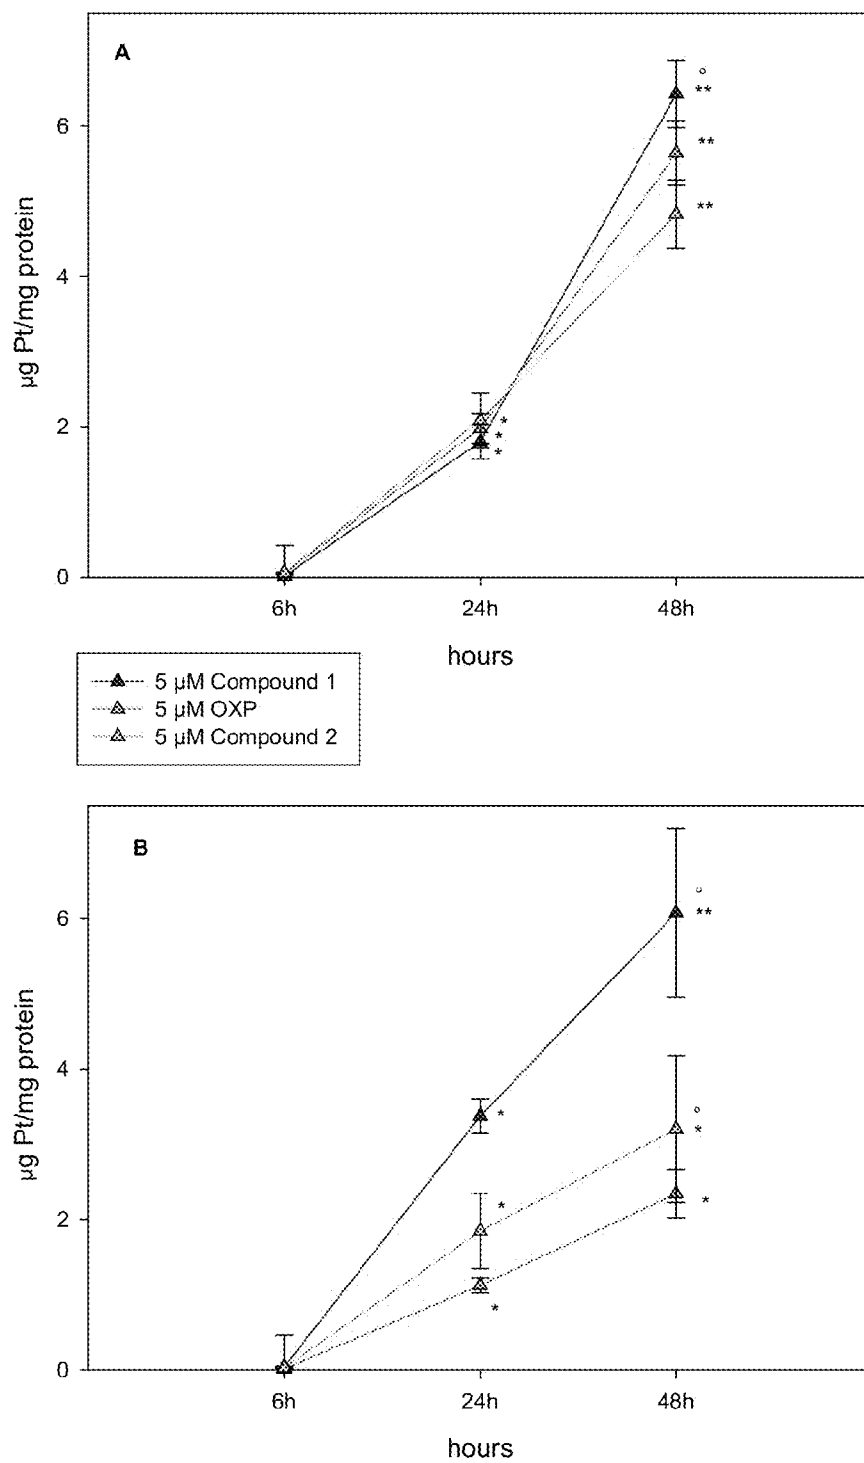 A
6
4
2
0
µg Pt/mg protein
°
**
**
**
*
*
*
6h
24h
48h
hours
5 µM Compound 1
5 µM OXP
5 µM Compound 2
B
6
4
2
0
µg Pt/mg protein
°
**
*
°
*
*
*
*
6h
24h
48h
hours